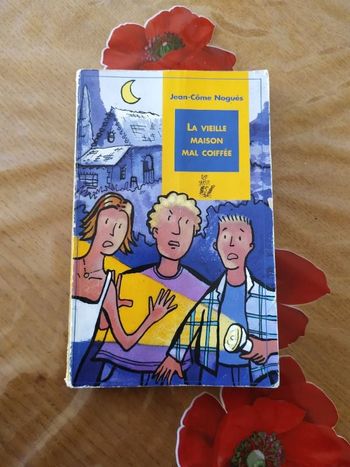 Jean-Côme Noguès
LA VIEILLE
MAISON
MAL COIFFÉE